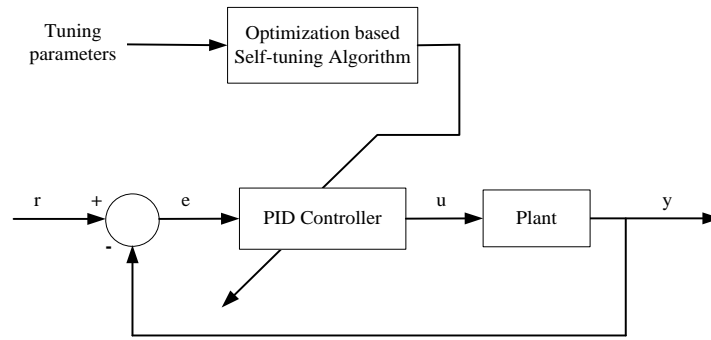 Tuning
parameters
Optimization based
Self-tuning Algorithm
r
+
-
e
PID Controller
u
Plant
y